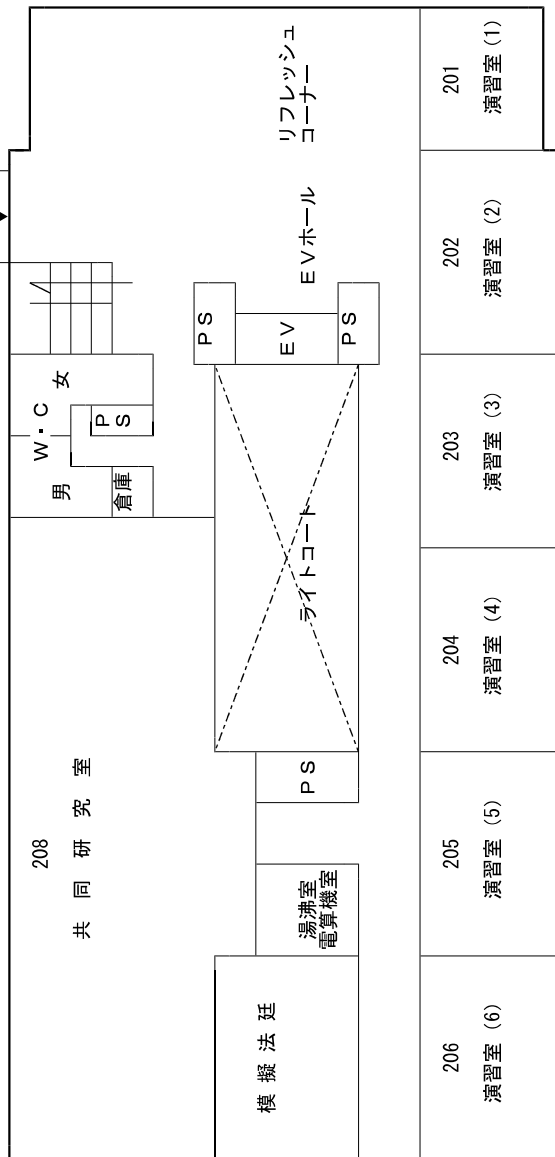 208
共同研究室
W・C
男
女
PS
倉庫
模擬法廷
湯沸室
電算機室
PS
ライトコート
PS
EV
PS
EVホール
リフレッシュ
コーナー
206
演習室 (6)
205
演習室 (5)
204
演習室 (4)
203
演習室 (3)
202
演習室 (2)
201
演習室 (1)